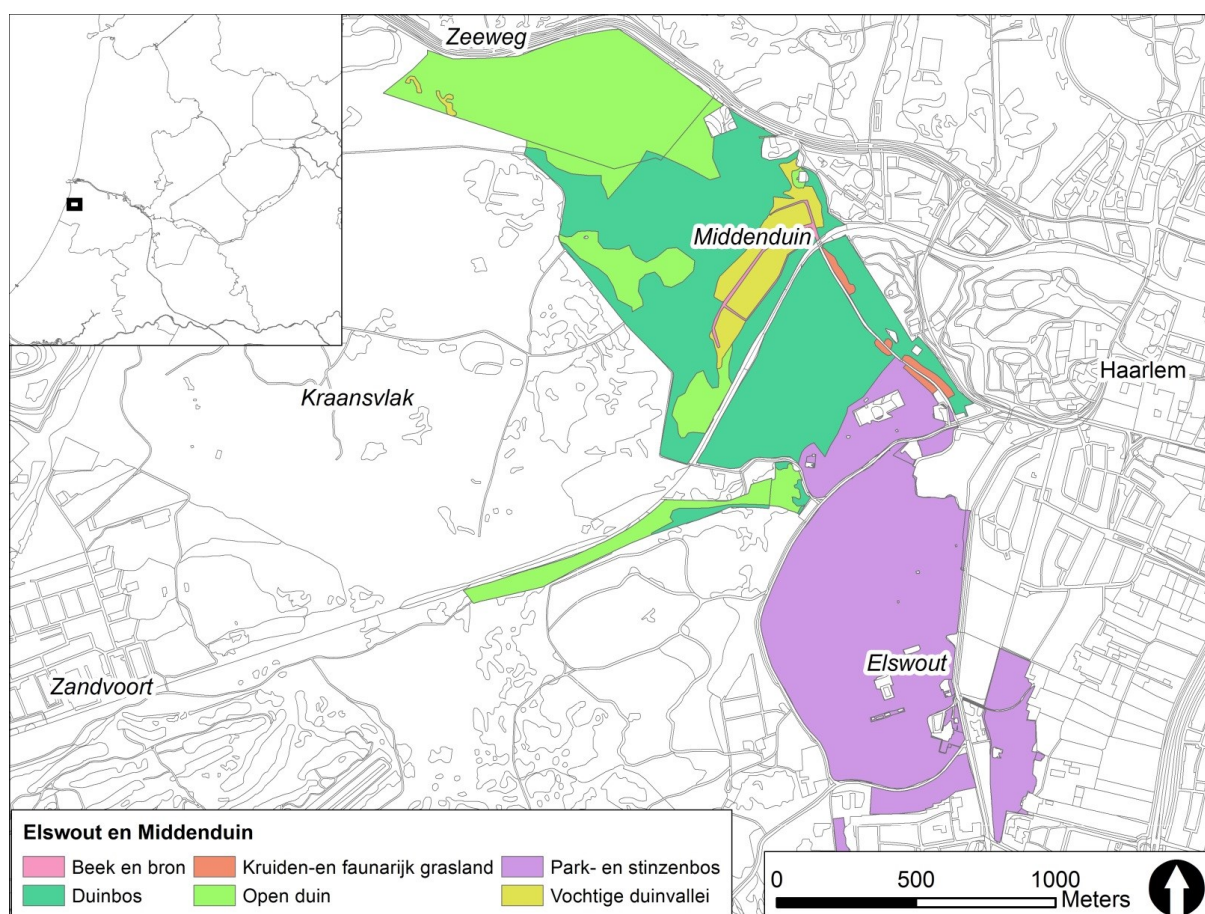 Zeeweg
Middenduin
Haarlem
Kraansvlak
Elswout
Zandvoort
Elswout en Middenduin
Beek en bron
Kruiden-en faunarijk grasland
Park- en stinzenbos
Duinbos
Open duin
Vochtige duinvallei
0 500 1000
Meters